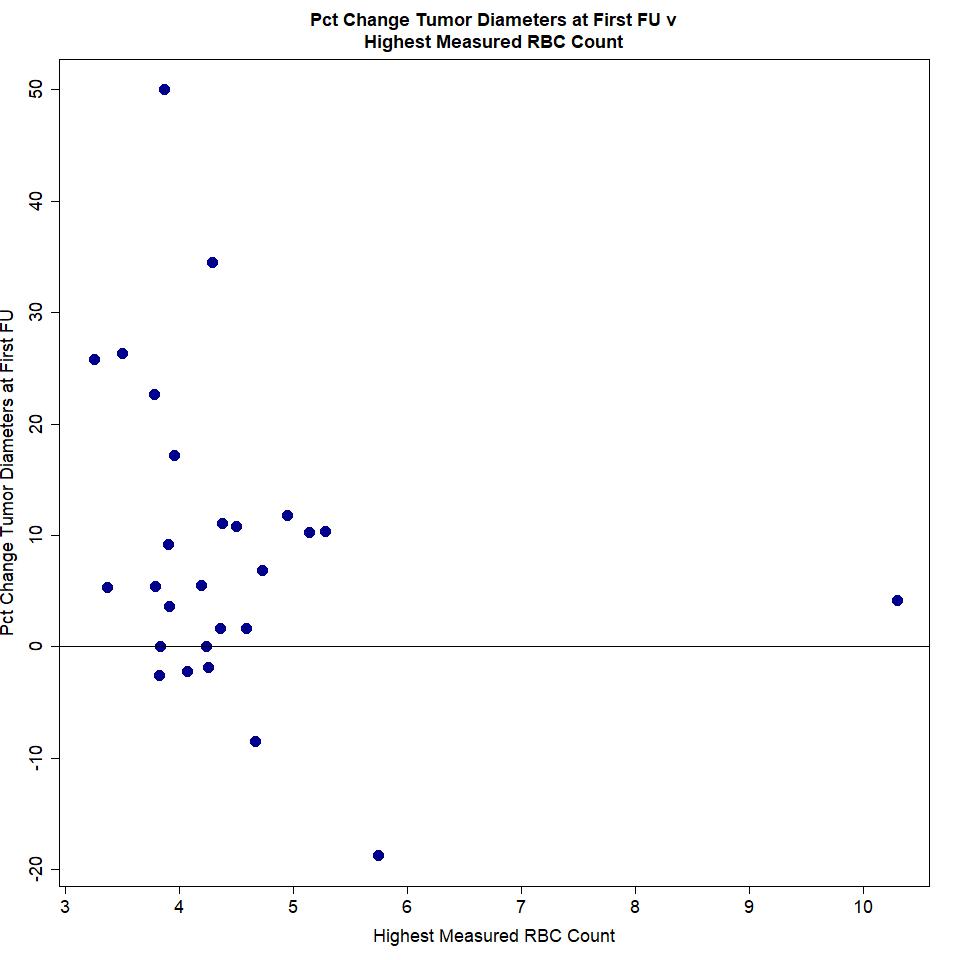 Pct Change Tumor Diameters at First FU v
Highest Measured RBC Count
Pct Change Tumor Diameters at First FU
50
40
30
20
10
0
-10
-20
3 4 5 6 7 8 9 10
Highest Measured RBC Count